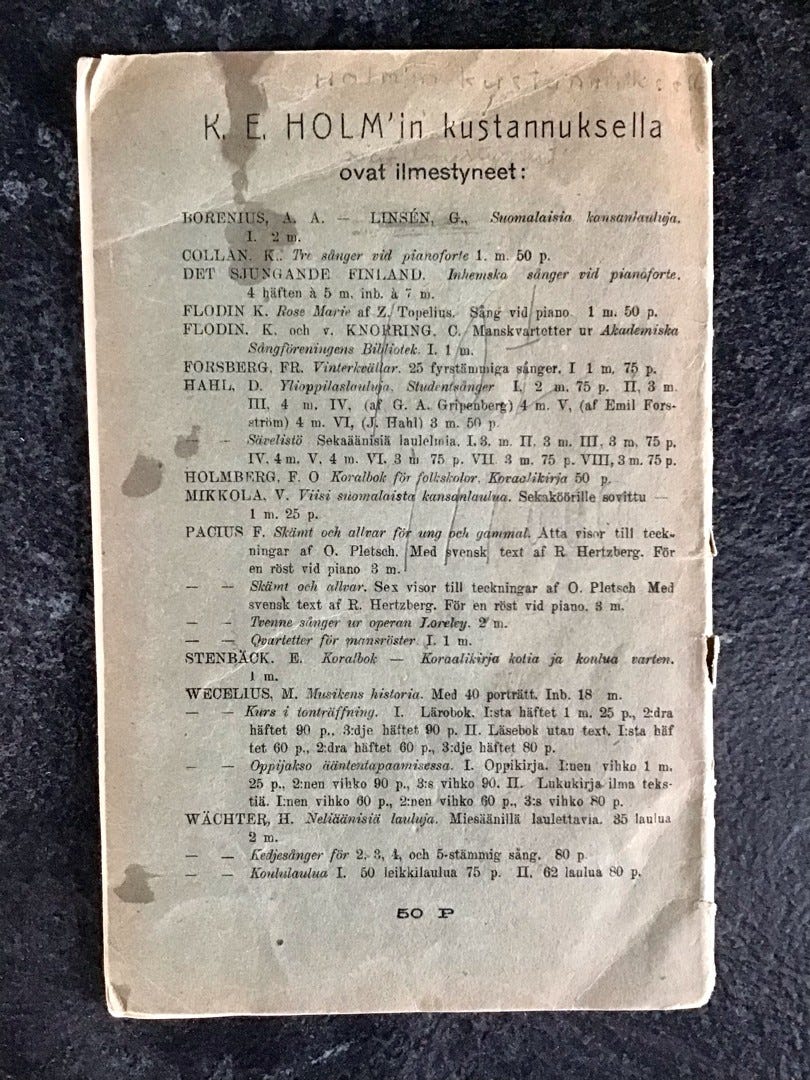 K. E. HOLM'in kustannuksella
ovat ilmestyneet:
BORENIUS, A. A. — LINSÉN, G., Suomalaisia kansanlauluja.
I. 2 m.
COLLAN, K. Tre sånger vid pianoforte 1. m. 50 p.
DET SJUNGANDE FINLAND. Inhemska sånger vid pianoforte.
4 häften à 5 m. inb. à 7 m.
FLODIN K. Rose Marie af Z. Topelius. Sång vid piano 1 m. 50 p.
FLODIN. K. och v. KNORRING, C. Manskvartetter ur Akademiska
Sångföreningens Bibliotek. I. 1 m.
FORSBERG, FR. Vinterkvällar. 25 fyrstämmiga sånger. I 1 m. 75 p.
HAHL, D. Ylioppilaslauluja. Studentsånger I, 2 m. 75 p. II, 3 m
III, 4 m. IV, (af G. A. Gripenberg) 4 m. V, (af Emil Fors-
ström) 4 m. VI, (J. Hahl) 3 m. 50 p.
— — Sävelistö Sekaäänisiä laulelmia. I. 3. m. II. 3 m. III. 3 m. 75 p.
IV. 4 m. V. 4 m. VI. 3 m 75 p. VII 3 m. 75 p. VIII, 3 m. 75 p.
HOLMBERG, F. O Koralbok för folkskolor. Koraalikirja 50 p.
MIKKOLA, V. Viisi suomalaista kansanlaulua. Sekaköörille sovittu —
1 m. 25 p.
PACIUS F. Skämt och allvar för ung och gammal. Åtta visor till teck-
ningar af O. Pletsch. Med svensk text af R. Hertzberg. För
en röst vid piano 3 m.
— — Skämt och allvar. Sex visor till teckningar af O. Pletsch Med
svensk text af R. Hertzberg. För en röst vid piano. 3 m.
— — Tvenne sånger ur operan Loreley. 2 m.
— — Qvartetter för mansröster. I. 1 m.
STENBÄCK. E. Koralbok — Koraalikirja kotia ja koulua varten.
1 m.
WECELIUS, M. Musikens historia. Med 40 porträtt. Inb. 18 m.
— — Kurs i tonträffning. I. Lärobok. I:sta häftet 1 m. 25 p., 2:dra
häftet 90 p., 3:dje häftet 90 p. II. Läsebok utan text. I:sta häf
tet 60 p., 2:dra häftet 60 p., 3:dje häftet 80 p.
— — Oppijakso ääntentapaamisessa. I. Oppikirja. I:nen vihko 1 m.
25 p., 2:nen vihko 90 p., 3:s vihko 90. II. Lukukirja ilma teks-
tiä. I:nen vihko 60 p., 2:nen vihko 60 p., 3:s vihko 80 p.
WÄCHTER, H. Neliäänisiä lauluja. Miesäänillä laulettavia. 35 laulua
2 m.
— — Kedjesånger för 2, 3, 4, och 5-stämmig sång. 80 p
— — Koululaulua I. 50 leikkilaulua 75 p. II. 62 laulua 80 p.
50 P